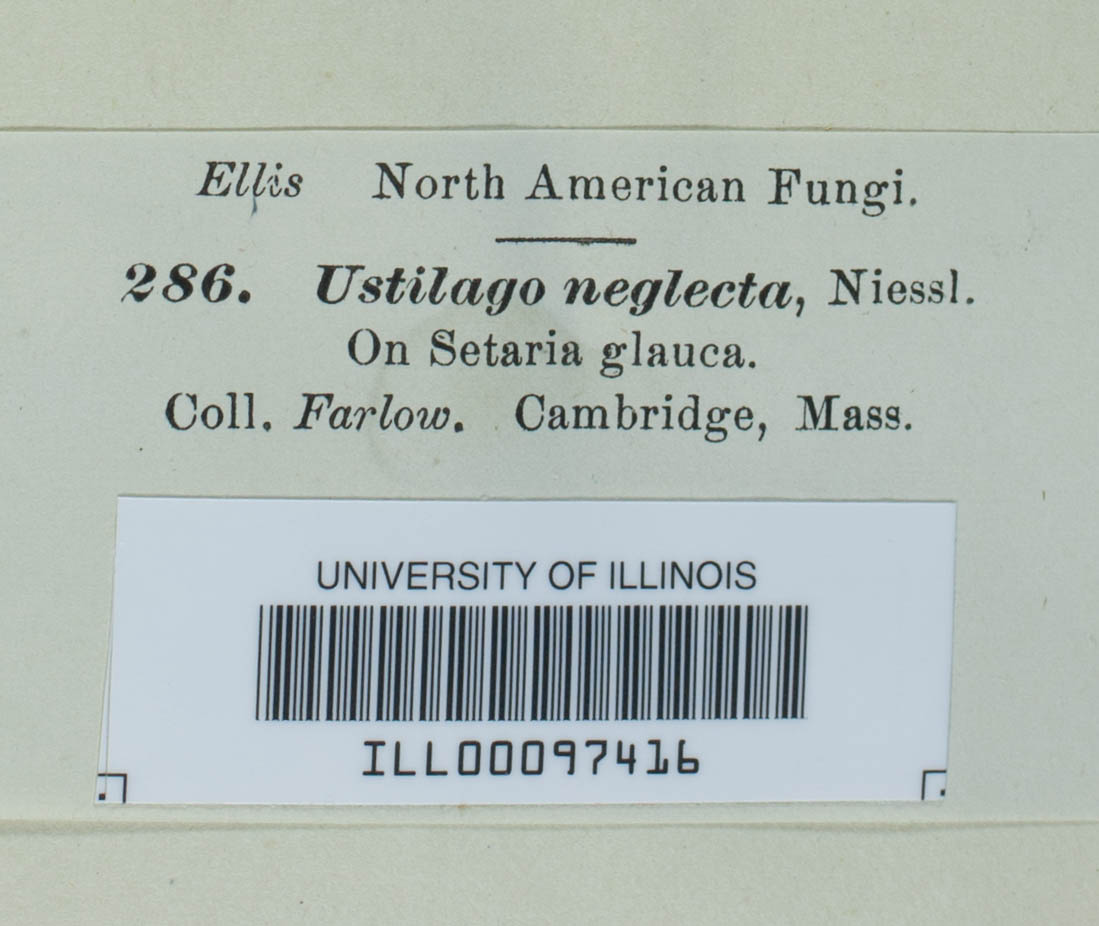 Ellis North American Fungi.
286. Ustilago neglecta, Niessl.
On Setaria glauca.
Coll. Farlow. Cambridge, Mass.
UNIVERSITY OF ILLINOIS
ILL00097416